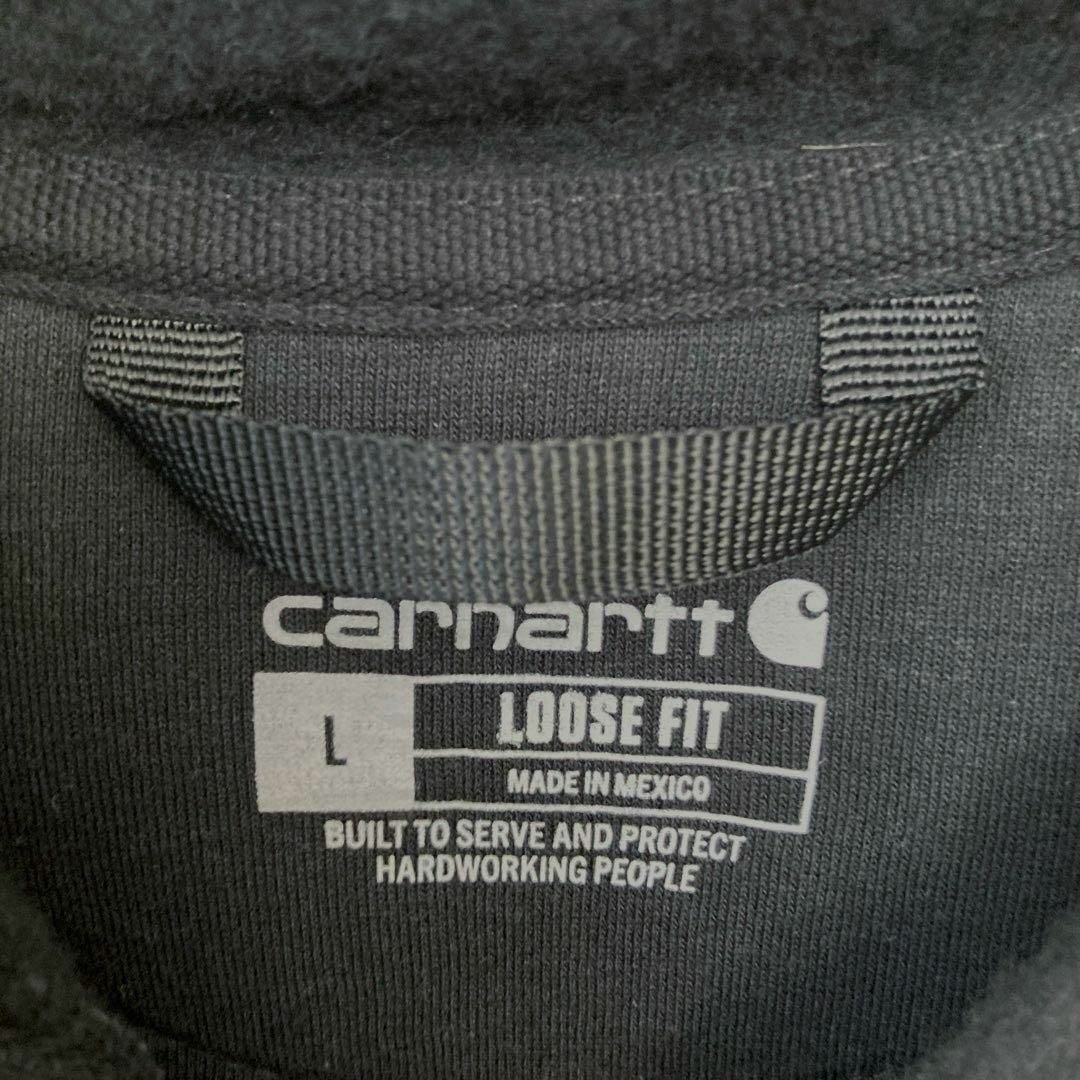 carhartt
L
LOOSE FIT
MADE IN MEXICO
BUILT TO SERVE AND PROTECT
HARDWORKING PEOPLE